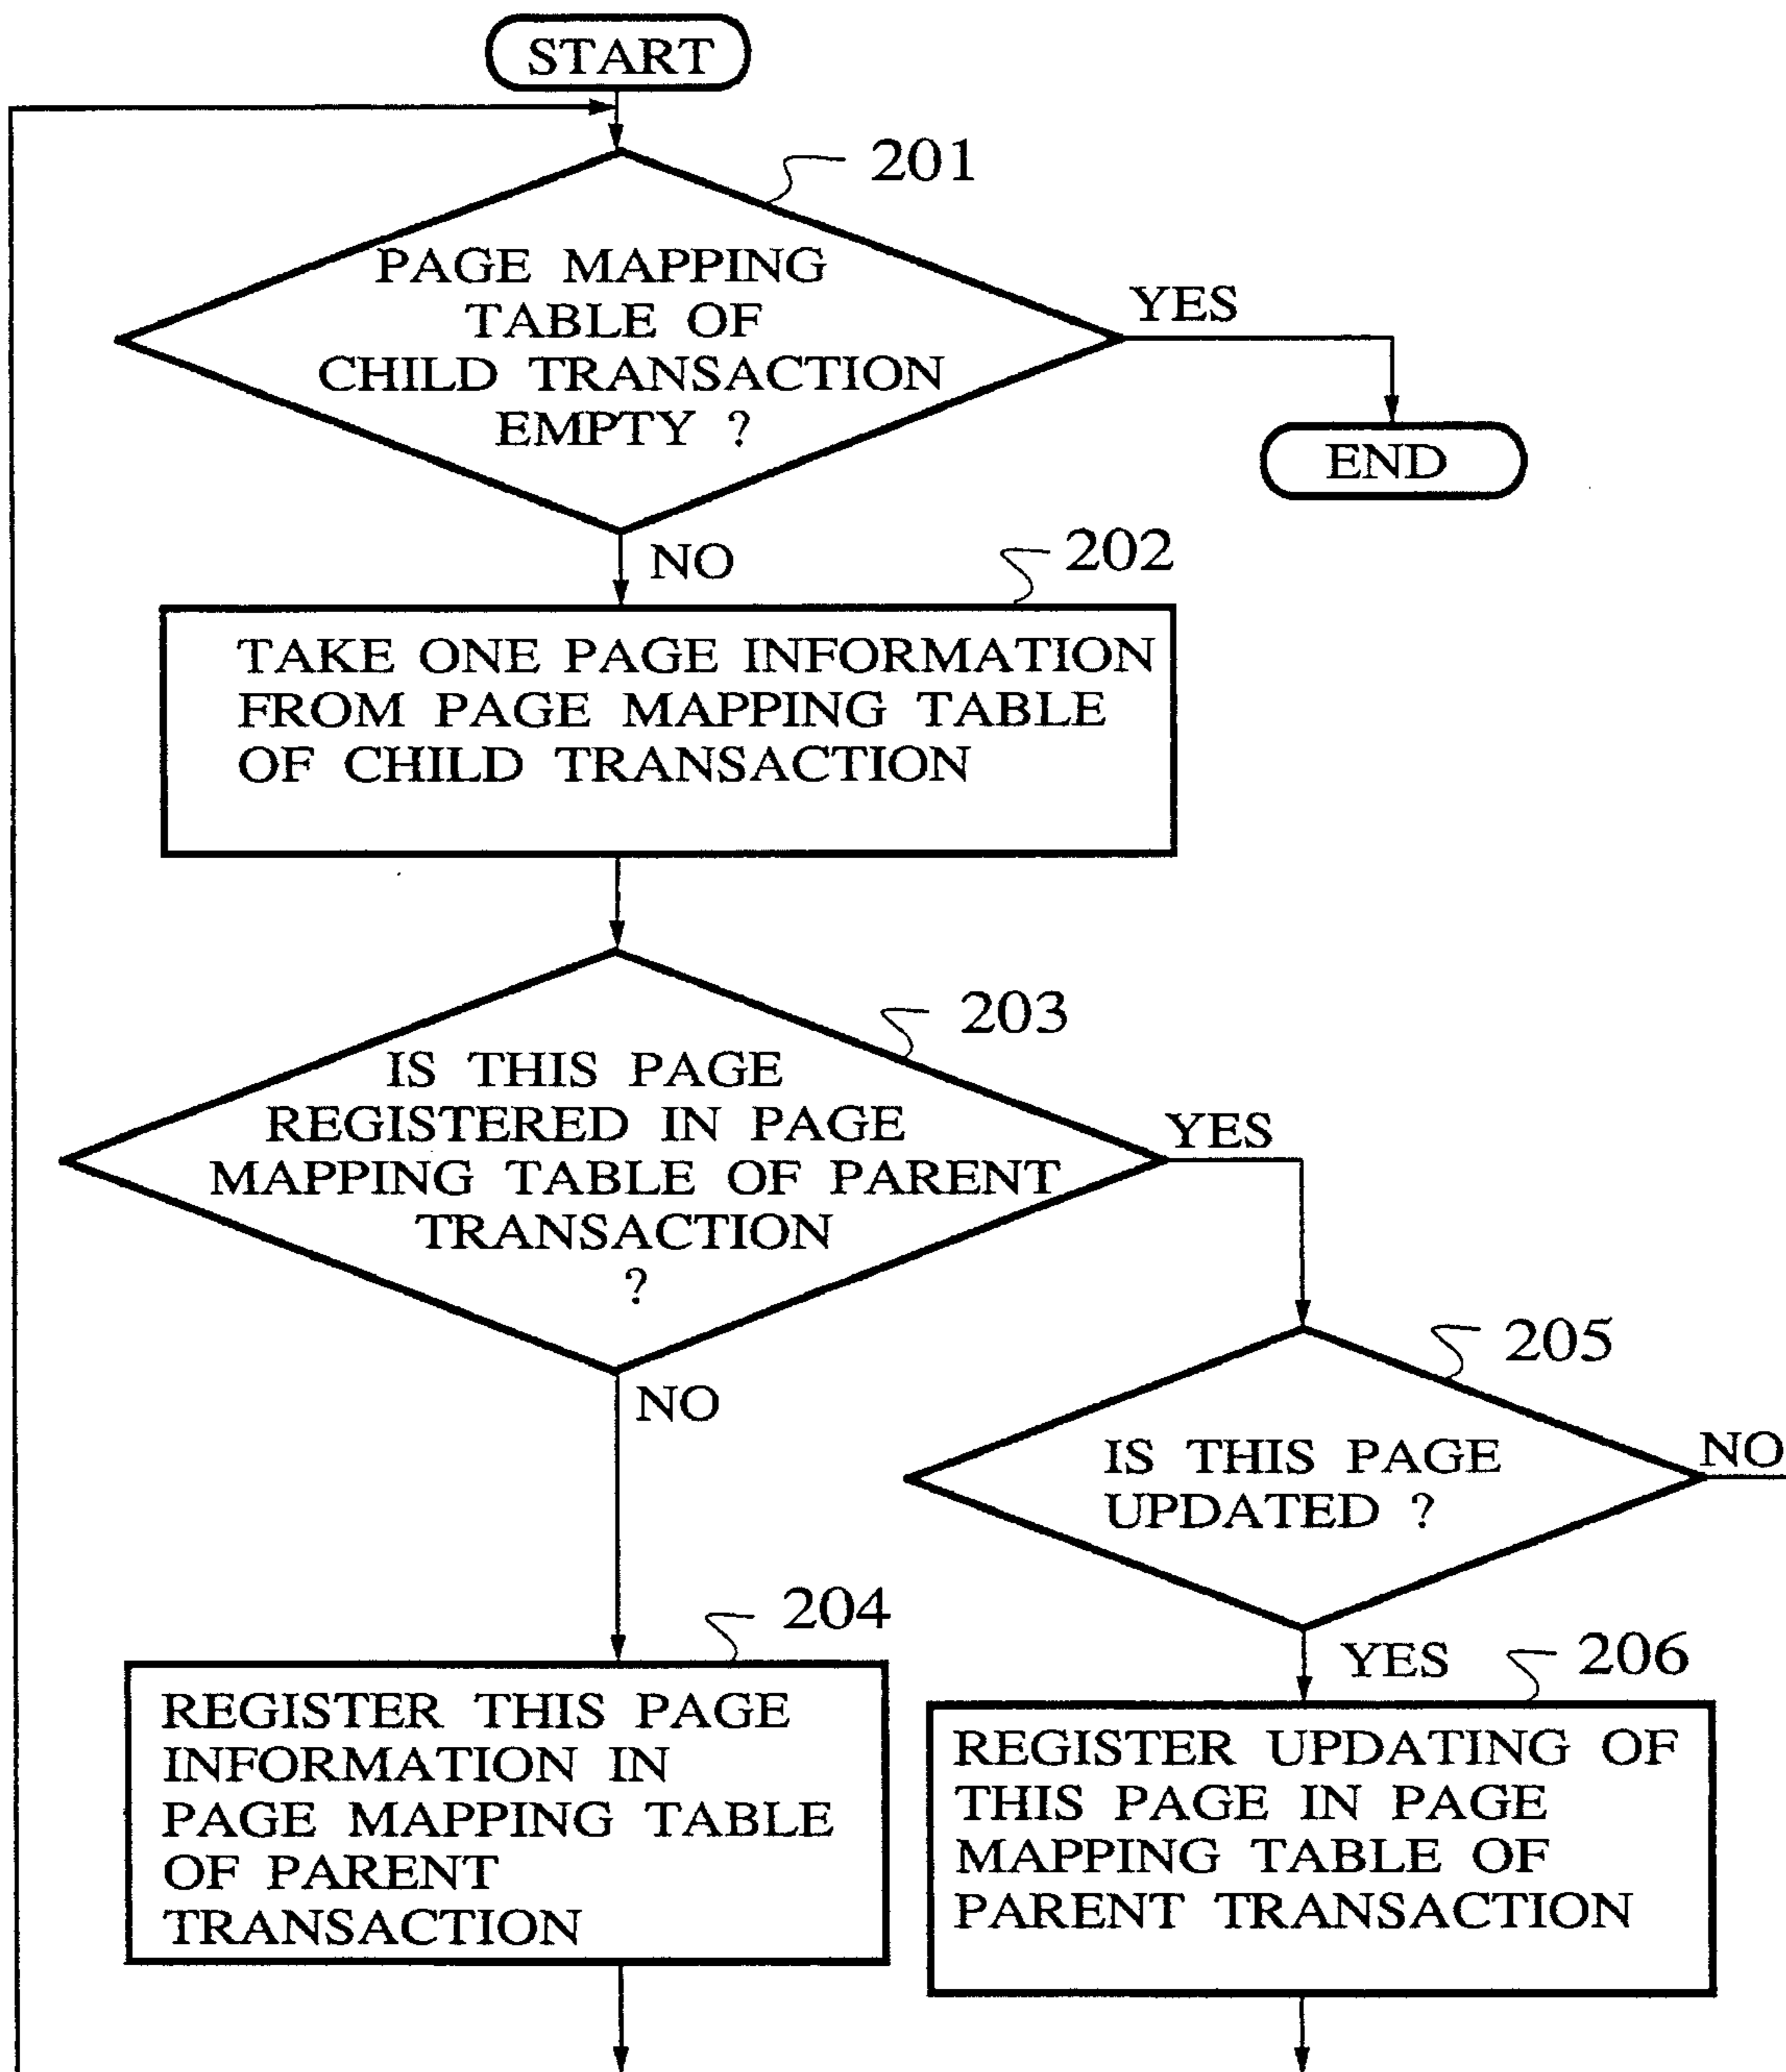 START
201
PAGE MAPPING
TABLE OF
CHILD TRANSACTION
EMPTY ?
YES
END
NO
202
TAKE ONE PAGE INFORMATION
FROM PAGE MAPPING TABLE
OF CHILD TRANSACTION
203
IS THIS PAGE
REGISTERED IN PAGE
MAPPING TABLE OF PARENT
TRANSACTION
?
YES
NO
205
IS THIS PAGE
UPDATED ?
NO
YES
204
REGISTER THIS PAGE
INFORMATION IN
PAGE MAPPING TABLE
OF PARENT
TRANSACTION
206
REGISTER UPDATING OF
THIS PAGE IN PAGE
MAPPING TABLE OF
PARENT TRANSACTION